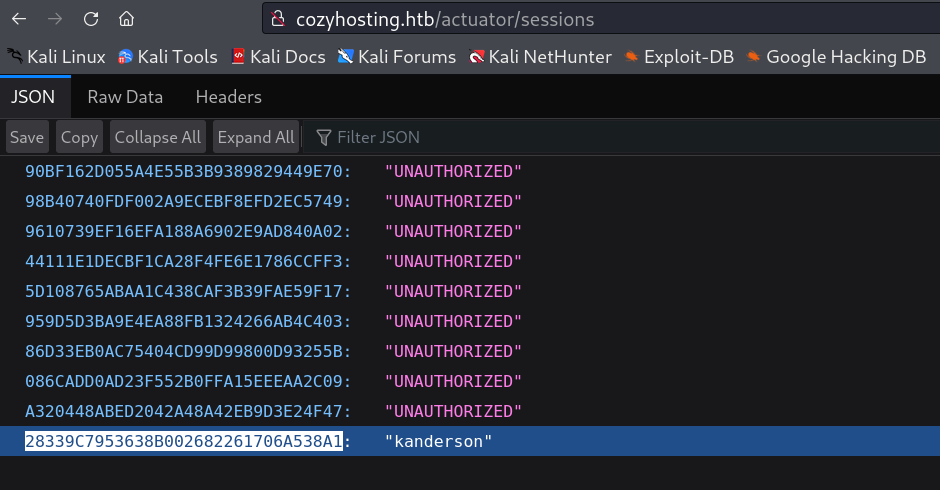 cozyhosting.htb/actuator/sessions
Kali Linux Kali Tools Kali Docs Kali Forums Kali NetHunter Exploit-DB Google Hacking DB
JSON Raw Data Headers
Save Copy Collapse All Expand All Filter JSON
90BF162D055A4E55B3B9389829449E70: "UNAUTHORIZED"
98B40740FDF002A9ECEBF8EFD2EC5749: "UNAUTHORIZED"
9610739EF16EFA188A6902E9AD840A02: "UNAUTHORIZED"
44111E1DECBF1CA28F4FE6E1786CCFF3: "UNAUTHORIZED"
5D108765ABAA1C438CAF3B39FAE59F17: "UNAUTHORIZED"
959D5D3BA9E4EA88FB1324266AB4C403: "UNAUTHORIZED"
86D33EB0AC75404CD99D99800D93255B: "UNAUTHORIZED"
086CADD0AD23F552B0FFA15EEEAA2C09: "UNAUTHORIZED"
A320448ABED2042A48A42EB9D3E24F47: "UNAUTHORIZED"
28339C7953638B002682261706A538A1: "kanderson"